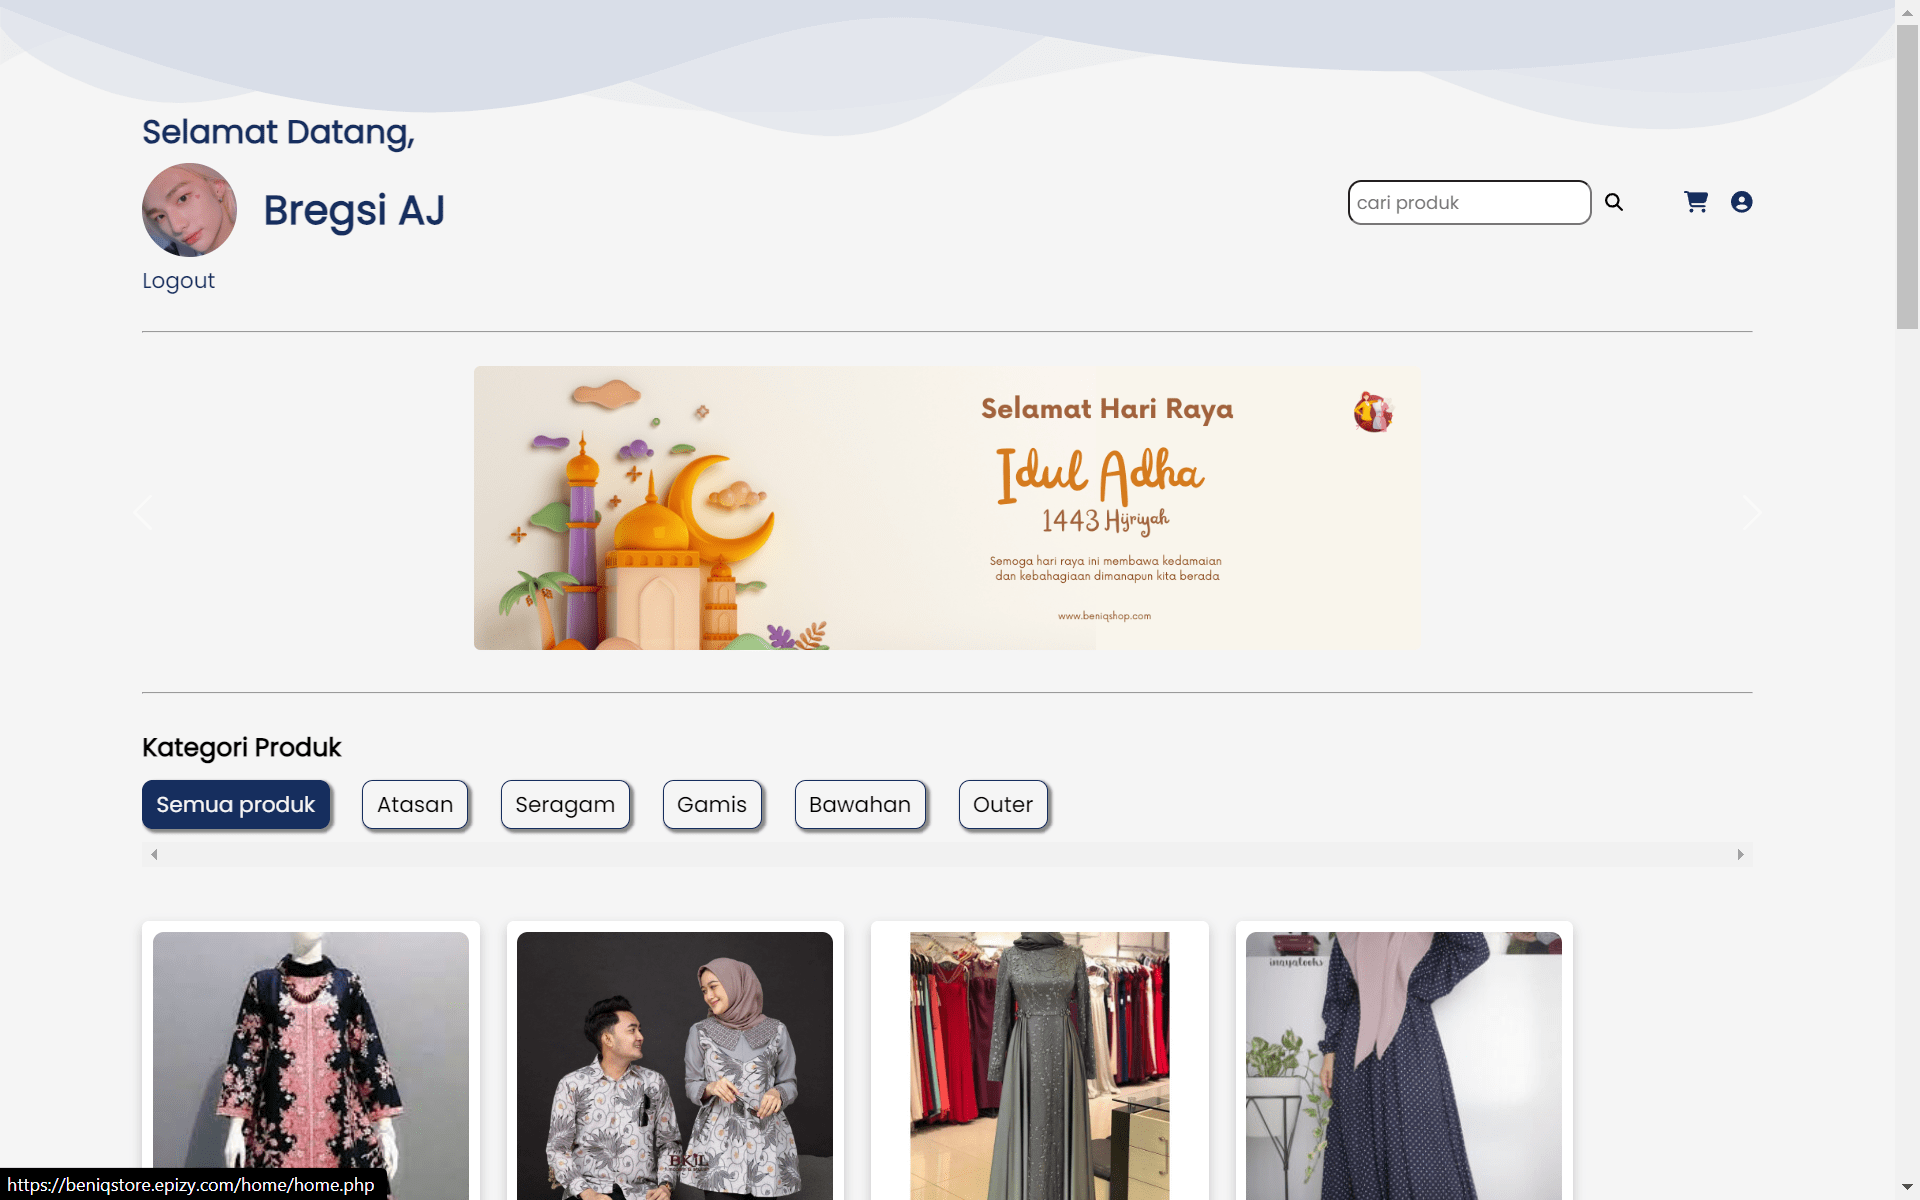 Selamat Datang,
Bregsi AJ
cari produk
Logout
Selamat Hari Raya
Idul Adha
1443 Hijriyah
Semoga hari raya ini membawa kedamaian
dan kebahagiaan dimanapun kita berada
www.beniqshop.com
Kategori Produk
Semua produk
Atasan
Seragam
Gamis
Bawahan
Outer
inayalooks
BKJL
https://beniqstore.epizy.com/home/home.php